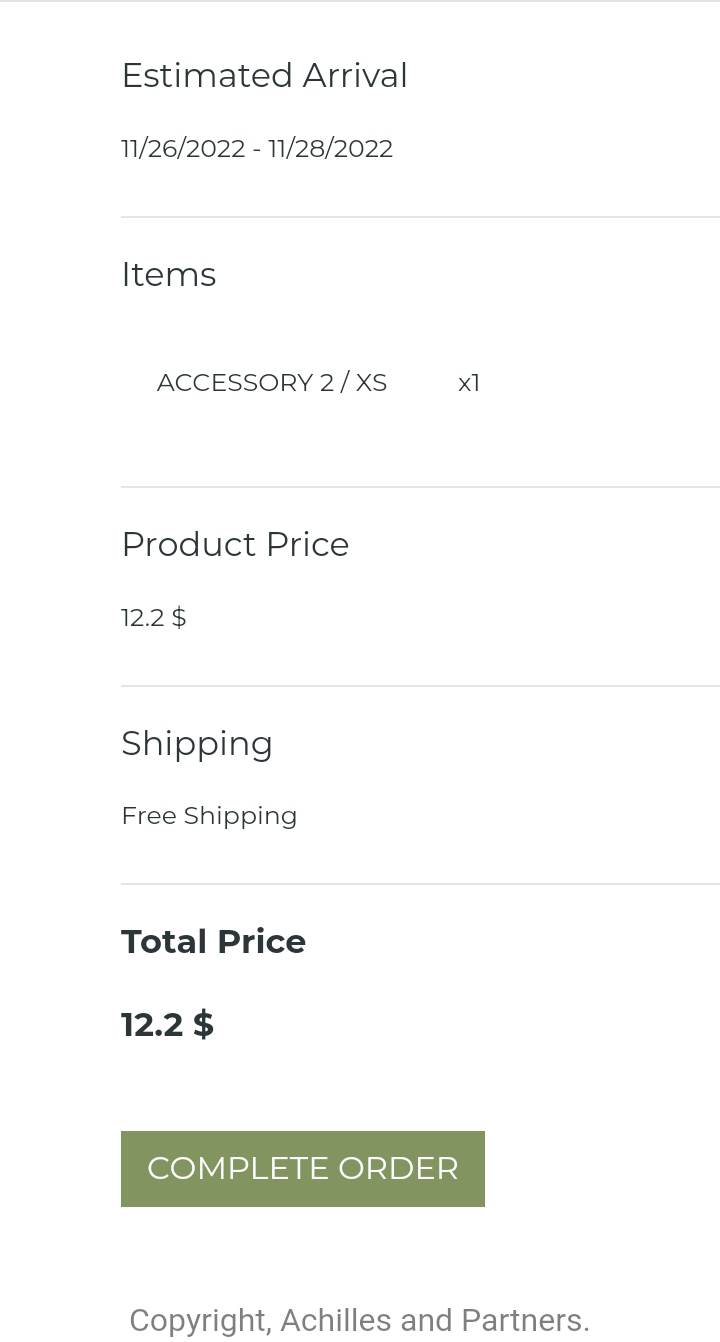 Estimated Arrival
11/26/2022 - 11/28/2022
Items
ACCESSORY 2 / XS x1
Product Price
12.2 $
Shipping
Free Shipping
Total Price
12.2 $
COMPLETE ORDER
Copyright, Achilles and Partners.